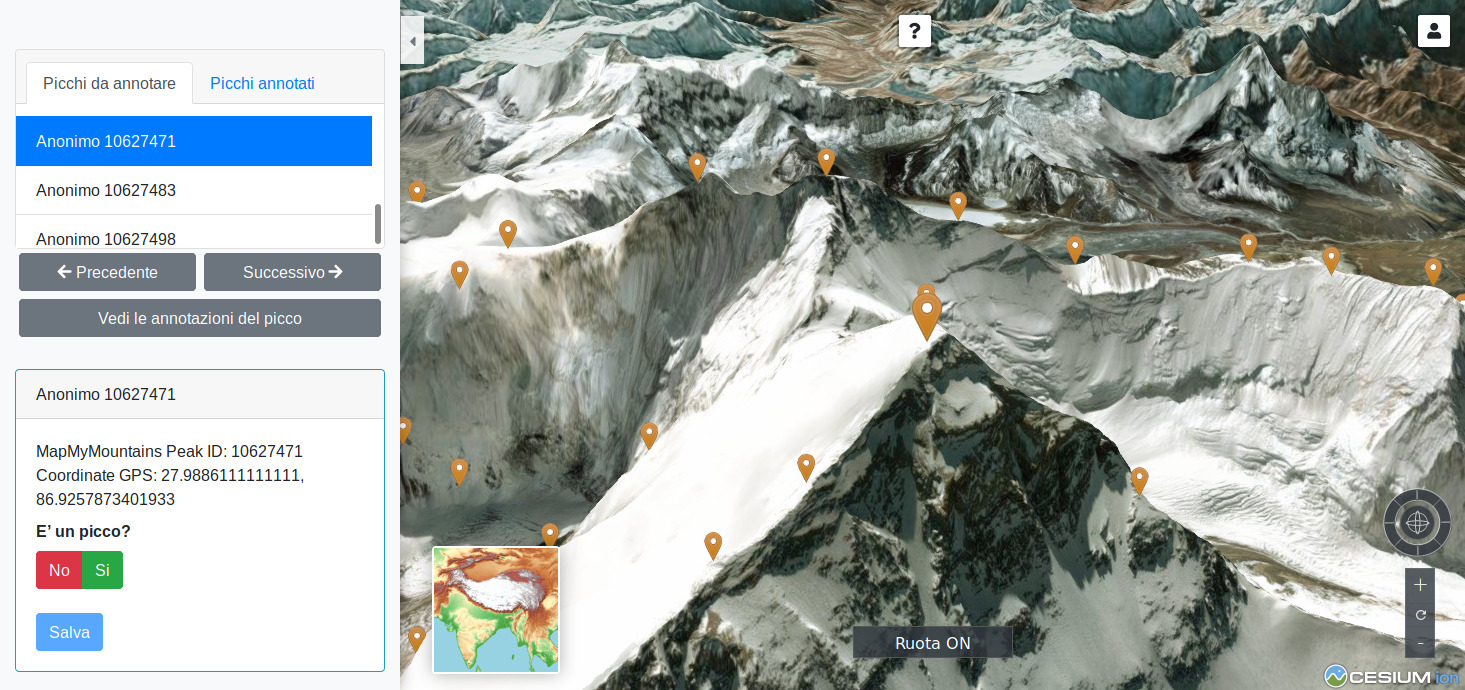 Picchi da annotare
Picchi annotati
Anonimo 10627471
Anonimo 10627483
Anonimo 10627498
Precedente
Successivo
Vedi le annotazioni del picco
Anonimo 10627471
MapMyMountains Peak ID: 10627471
Coordinate GPS: 27.9886111111111,
86.9257873401933
E’ un picco?
No
Si
Salva
?
Ruota ON
CESIUM ion